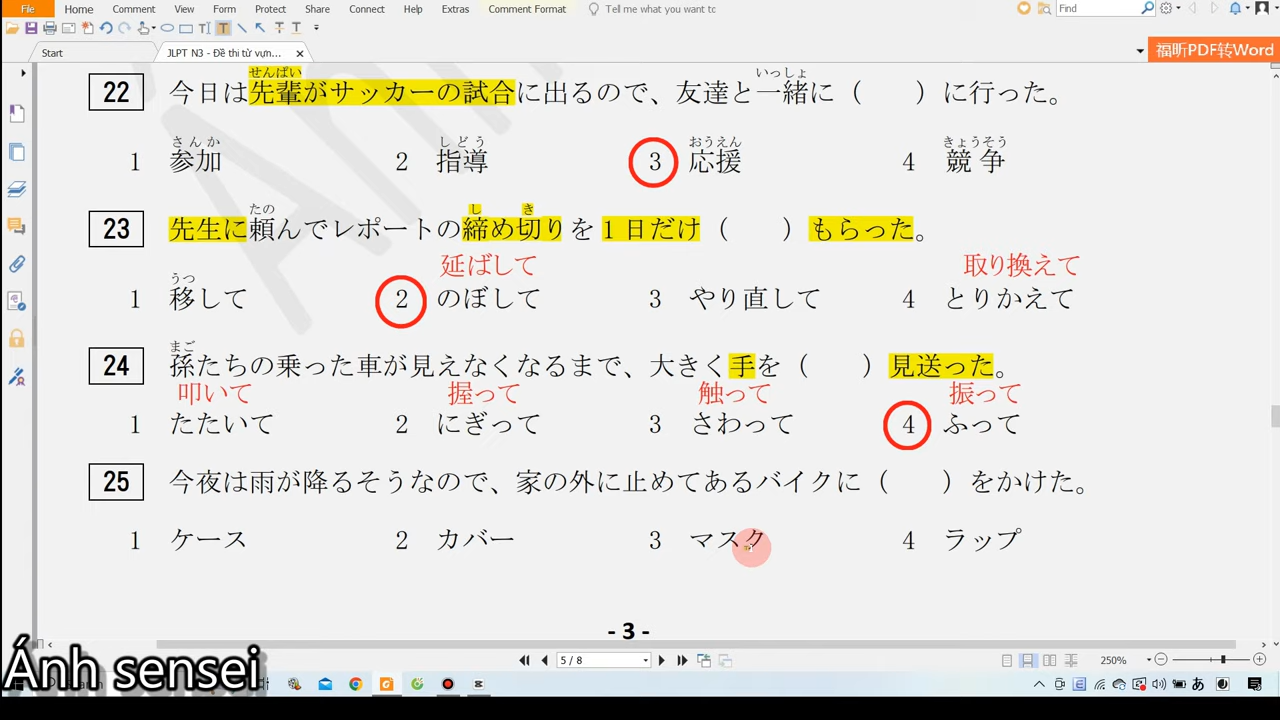 File Home Comment View Form Protect Share Connect Help Extras Comment Format Tell me what you want to Find
Start JLPT N3 - Đề thi từ vựn... 福昕PDF转Word
せんぱい いっしょ
22 今日は先輩がサッカーの試合に出るので、友達と一緒に（ ）に行った。
さんか しどう おうえん きょうそう
1 参加 2 指導 3 応援 4 競争
たの し き
23 先生に頼んでレポートの締め切りを１日だけ（ ）もらった。
延ばして 取り換えて
うつ
1 移して 2 のばして 3 やり直して 4 とりかえて
まご
24 孫たちの乗った車が見えなくなるまで、大きく手を（ ）見送った。
叩いて 握って 触って 振って
1 たたいて 2 にぎって 3 さわって 4 ふって
25 今夜は雨が降るそうなので、家の外に止めてあるバイクに（ ）をかけた。
1 ケース 2 カバー 3 マスク 4 ラップ
- 3 -
Ánh sensei
5 / 8 250%
あ